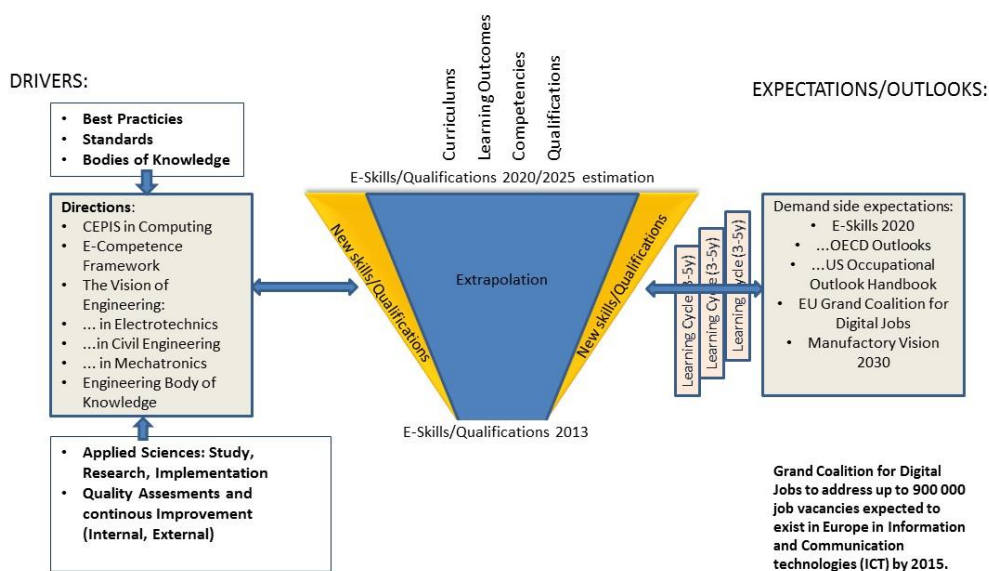 DRIVERS:
• Best Practicies
• Standards
• Bodies of Knowledge
Directions:
• CEPIS in Computing
• E-Competence
Framework
• The Vision of
Engineering:
• ... in Electrotechnics
• ...in Civil Engineering
• ... in Mechatronics
• Engineering Body of
Knowledge
• Applied Sciences: Study,
Research, Implementation
• Quality Assesments and
continous Improvement
(Internal, External)
Curriculums
Learning Outcomes
Competencies
Qualifications
E-Skills/Qualifications 2020/2025 estimation
New skills/Qualifications
Extrapolation
New skills/Qualifications
E-Skills/Qualifications 2013
Learning Cycle (3-5y)
Learning Cycle (3-5y)
Learning Cycle (3-5y)
EXPECTATIONS/OUTLOOKS:
Demand side expectations:
• E-Skills 2020
• ...OECD Outlooks
• ...US Occupational
Outlook Handbook
• EU Grand Coalition for
Digital Jobs
• Manufactory Vision
2030
Grand Coalition for Digital
Jobs to address up to 900 000
job vacancies expected to
exist in Europe in Information
and Communication
technologies (ICT) by 2015.